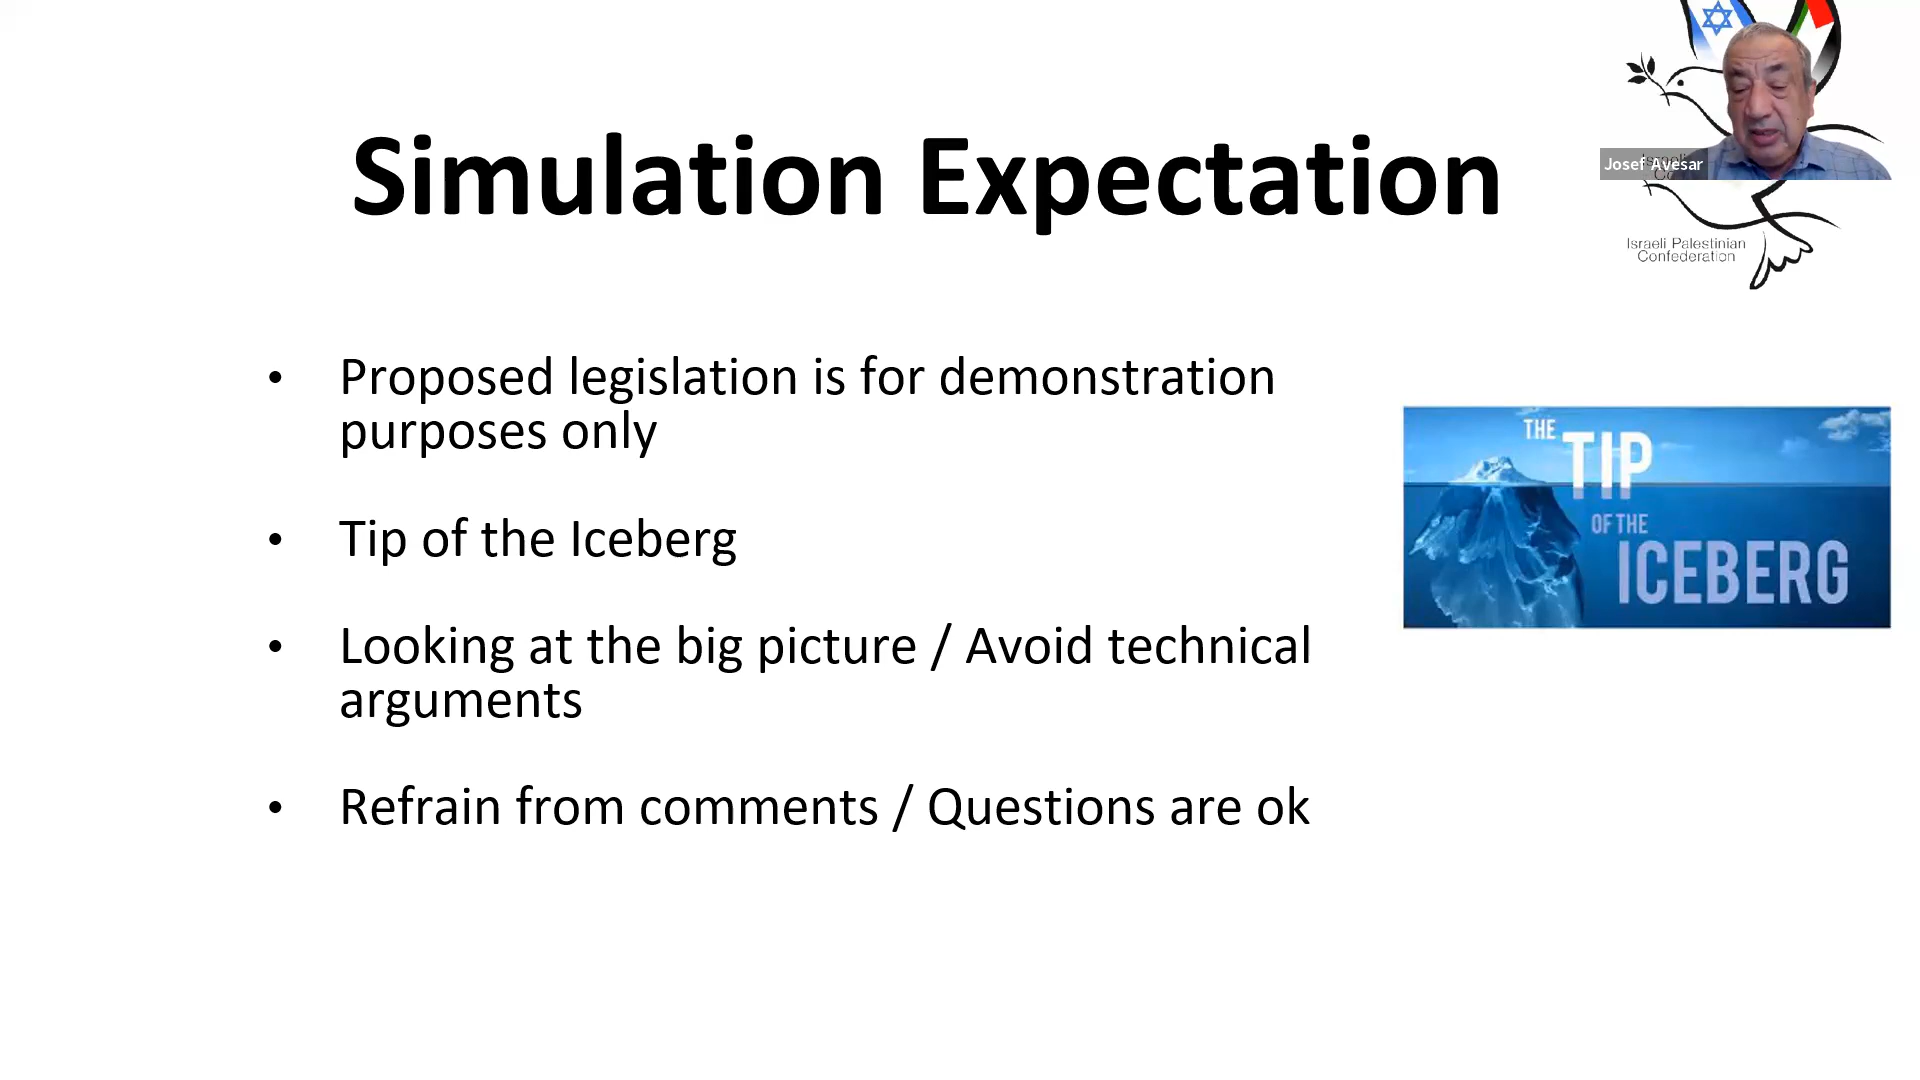 Simulation Expectation
Josef Avesar
Israeli Palestinian
Confederation
• Proposed legislation is for demonstration
purposes only
• Tip of the Iceberg
• Looking at the big picture / Avoid technical
arguments
• Refrain from comments / Questions are ok
THE
TIP
OF THE
ICEBERG